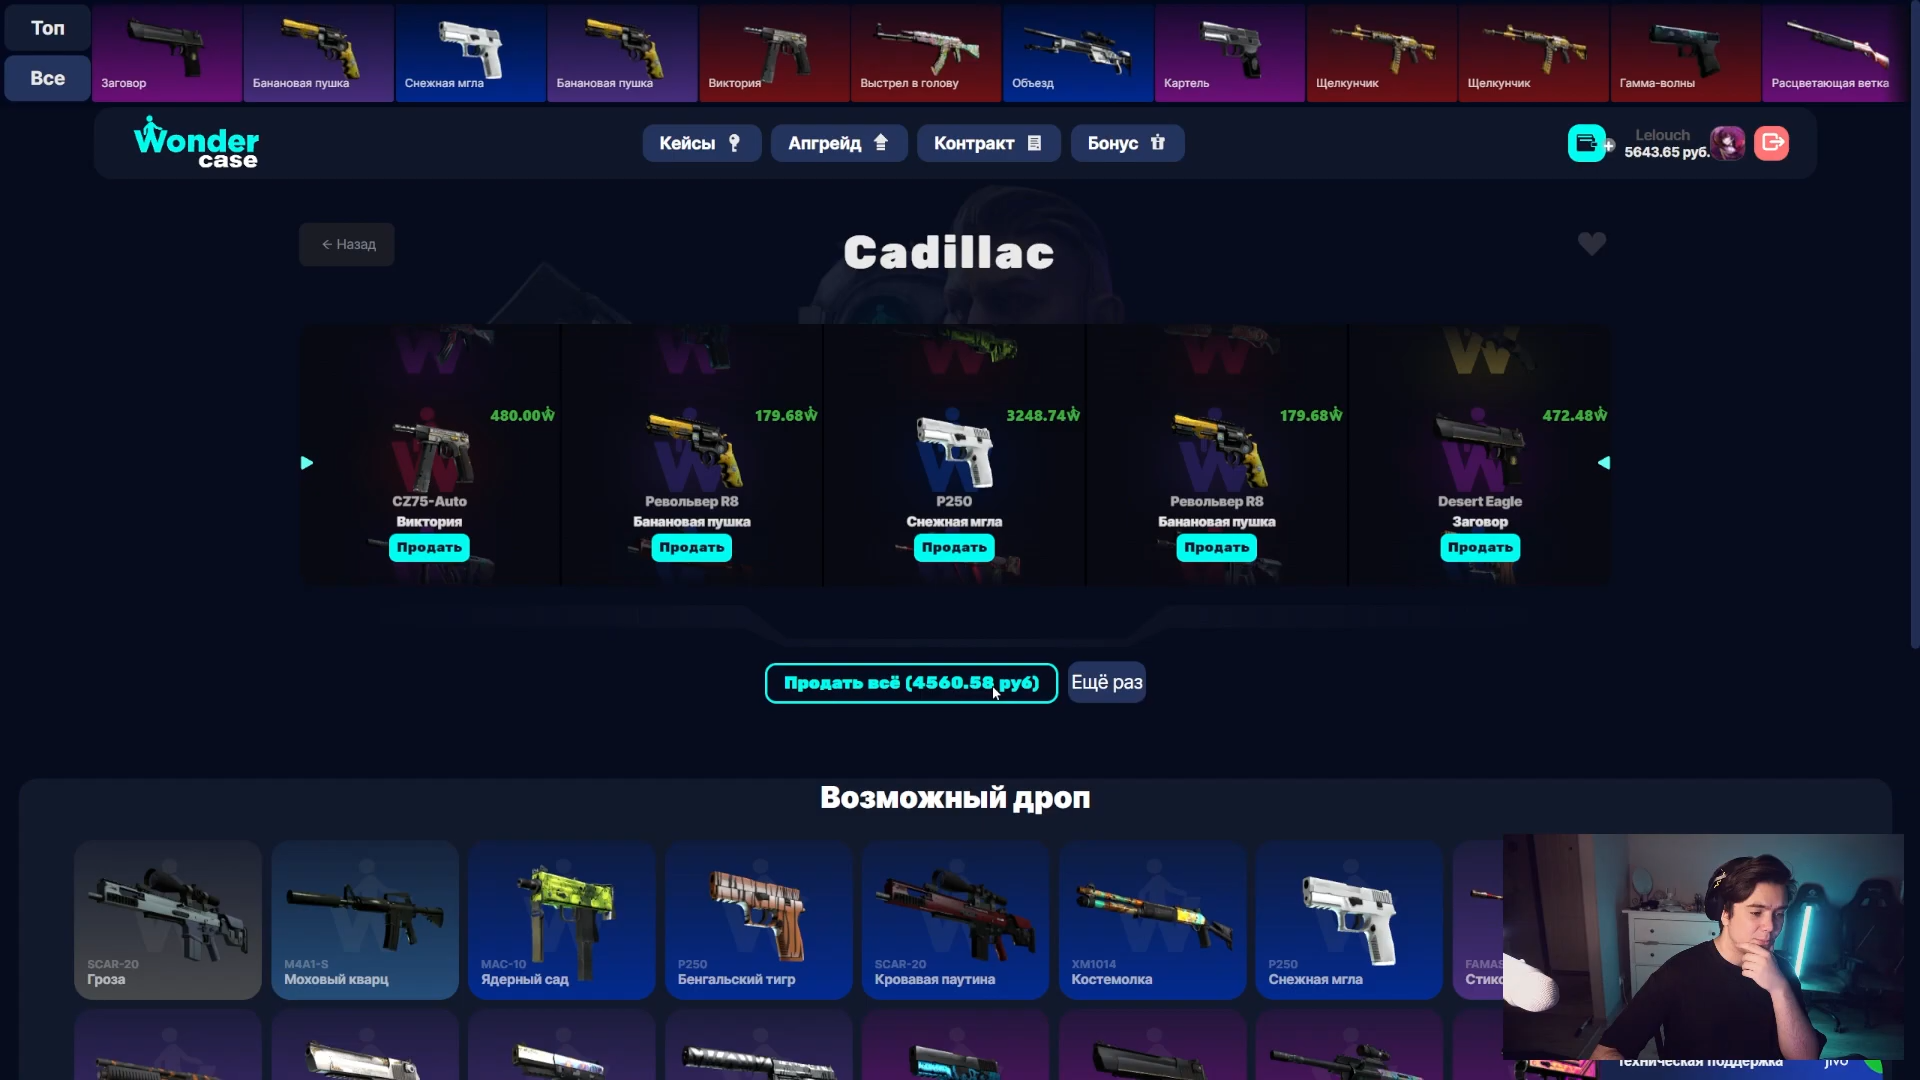 Топ
Все
Заговор
Банановая пушка
Снежная мгла
Банановая пушка
Виктория
Выстрел в голову
Объезд
Картель
Щелкунчик
Щелкунчик
Гамма-волны
Расцветающая ветка
Wonder
case
Кейсы
Апгрейд
Контракт
Бонус
Lelouch
5643.65 руб.
← Назад
Cadillac
480.00
179.68
3248.74
179.68
472.48
CZ75-Auto
Револьвер R8
P250
Револьвер R8
Desert Eagle
Виктория
Банановая пушка
Снежная мгла
Банановая пушка
Заговор
Продать
Продать
Продать
Продать
Продать
Продать всё (4560.58 руб)
Ещё раз
Возможный дроп
SCAR-20
Гроза
M4A1-S
Моховый кварц
MAC-10
Ядерный сад
P250
Бенгальский тигр
SCAR-20
Кровавая паутина
XM1014
Костемолка
P250
Снежная мгла
FAMAS
Техническая поддержка
jivo